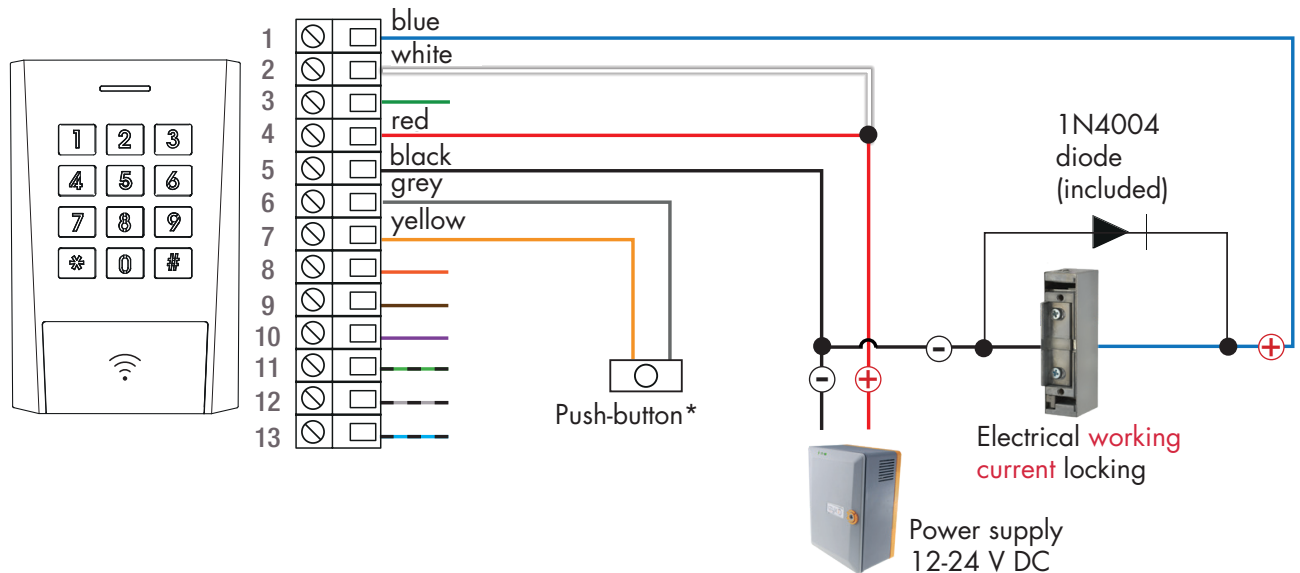 1 blue
2 white
3
4 red
5 black
6 grey
7 yellow
8
9
10
11
12
13
1 2 3
4 5 6
7 8 9
* 0 #
Push-button*
1N4004
diode
(included)
- +
- +
Electrical working
current locking
Power supply
12-24 V DC